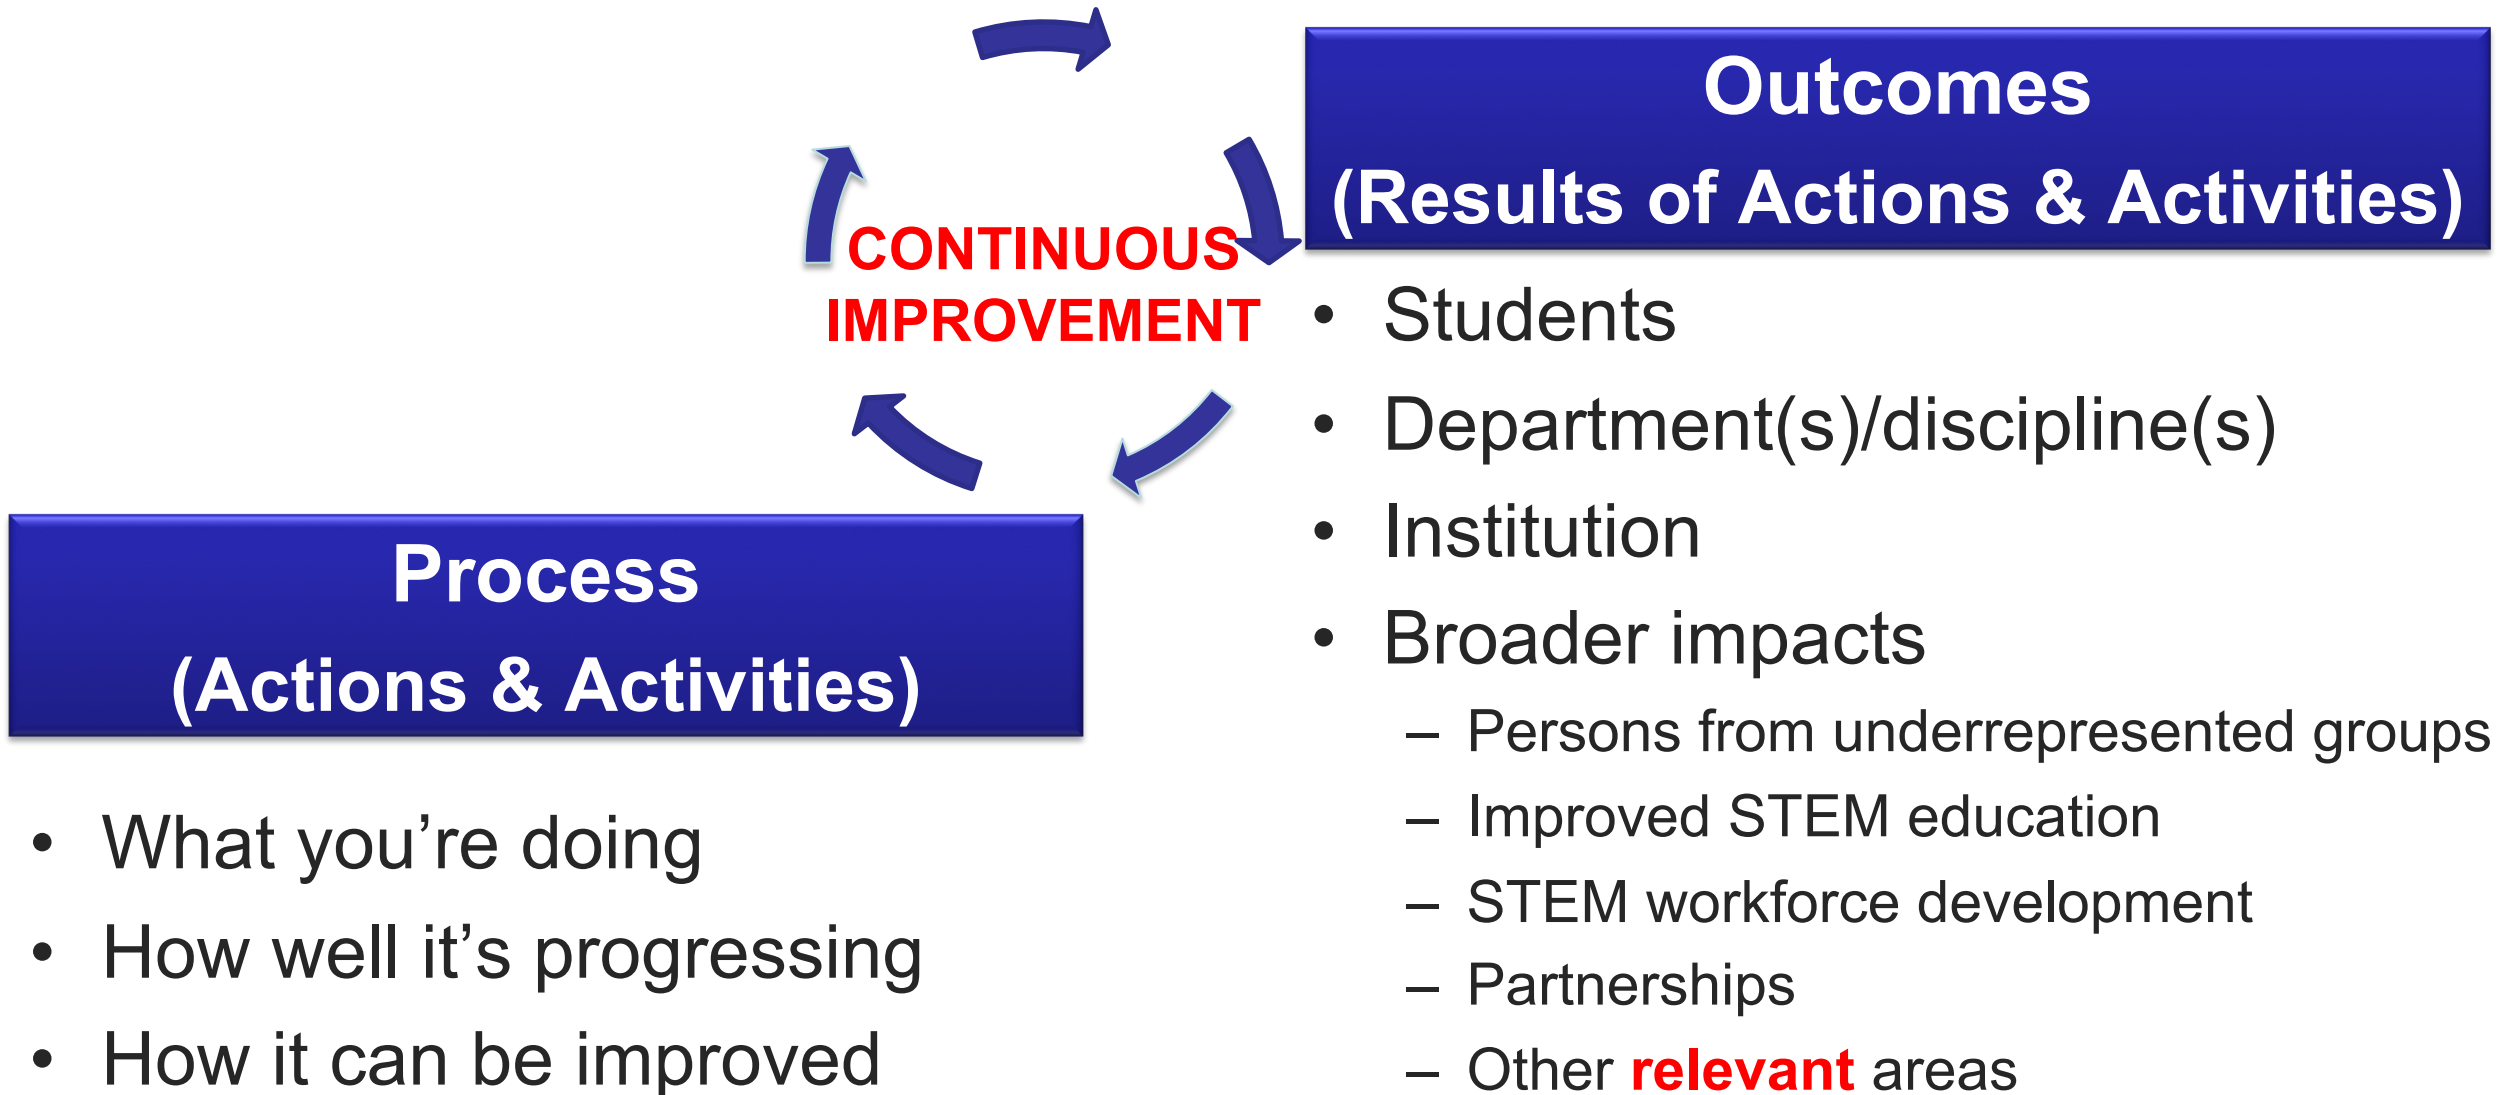 CONTINUOUS
IMPROVEMENT
Process
(Actions & Activities)
• What you’re doing
• How well it’s progressing
• How it can be improved
Outcomes
(Results of Actions & Activities)
• Students
• Department(s)/discipline(s)
• Institution
• Broader impacts
– Persons from underrepresented groups
– Improved STEM education
– STEM workforce development
– Partnerships
– Other relevant areas